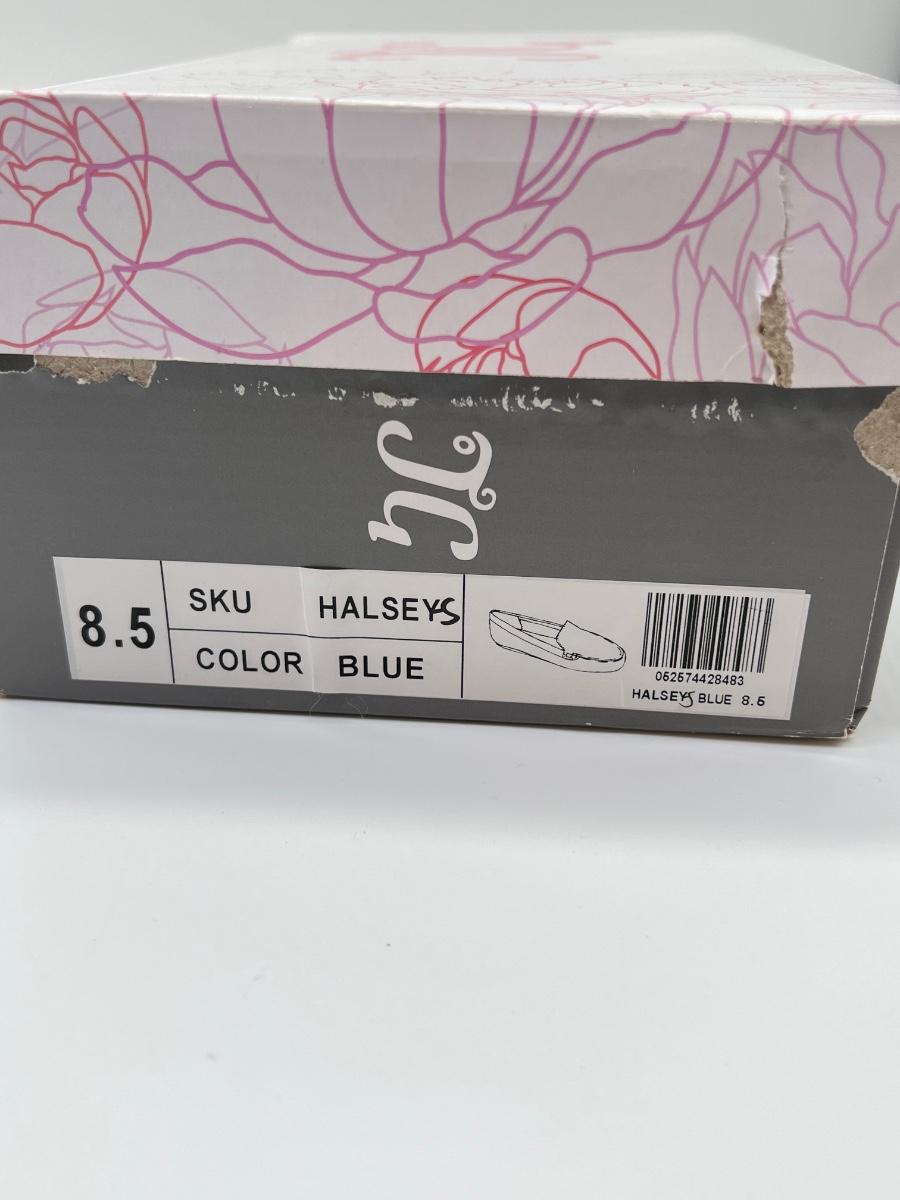 JC
8.5
SKU
HALSEYS
COLOR
BLUE
052574428483
HALSEYS BLUE 8.5